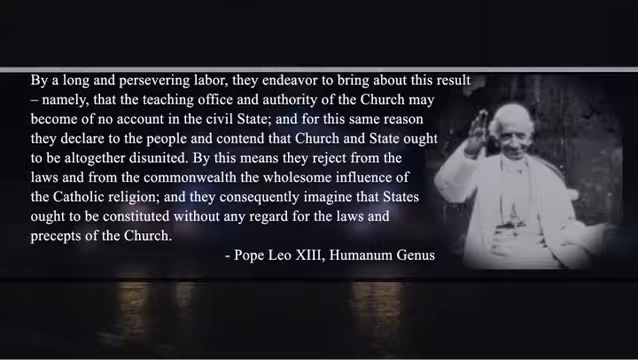 By a long and persevering labor, they endeavor to bring about this result
– namely, that the teaching office and authority of the Church may
become of no account in the civil State; and for this same reason
they declare to the people and contend that Church and State ought
to be altogether disunited. By this means they reject from the
laws and from the commonwealth the wholesome influence of
the Catholic religion; and they consequently imagine that States
ought to be constituted without any regard for the laws and
precepts of the Church.
- Pope Leo XIII, Humanum Genus